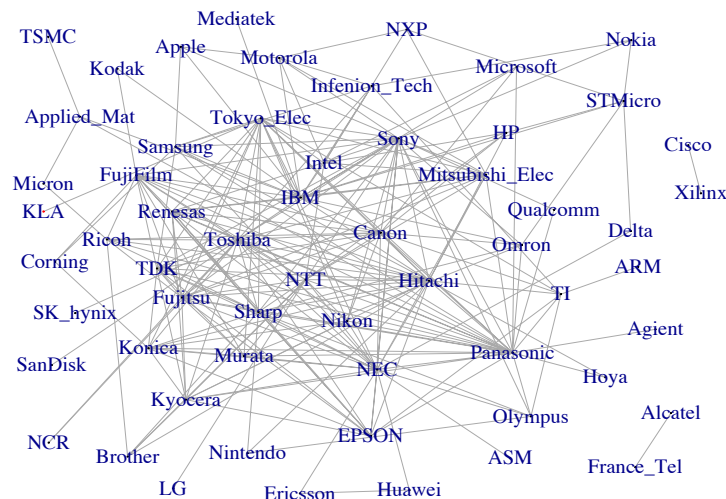 Mediatek
TSMC
Apple
Motorola
NXP
Nokia
Kodak
Infenion_Tech
Microsoft
Applied_Mat
Tokyo_Elec
STMicro
Samsung
Sony
HP
Cisco
FujiFilm
Intel
Mitsubishi_Elec
Micron
IBM
Xilinx
KLA
Renesas
Qualcomm
Ricoh
Toshiba
Canon
Omron
Delta
Corning
TDK
NTT
Hitachi
ARM
Fujitsu
TI
SK_hynix
Sharp
Nikon
Agient
Konica
Murata
Panasonic
SanDisk
NEC
Hoya
Kyocera
Olympus
Alcatel
NCR
EPSON
Brother
Nintendo
ASM
France_Tel
LG
Ericsson
Huawei